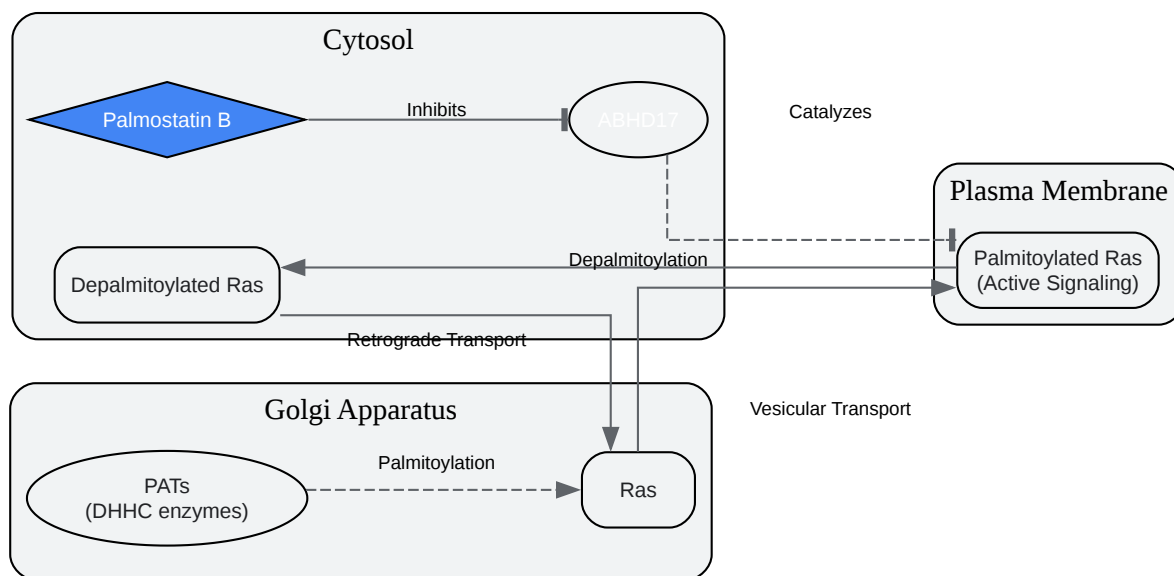 Cytosol
Palmostatin B
Inhibits
ABHD17
Catalyzes
Plasma Membrane
Palmitoylated Ras
(Active Signaling)
Depalmitoylation
Depalmitoylated Ras
Retrograde Transport
Golgi Apparatus
Vesicular Transport
Palmitoylation
PATs
(DHHC enzymes)
Ras